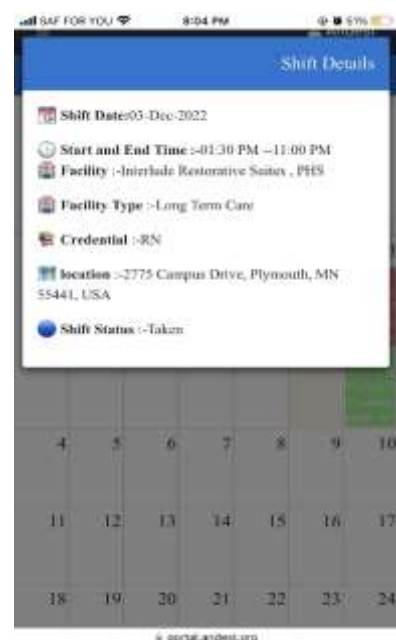 SAF FOR YOU 8:04 PM 61%
Shift Details
Shift Date:03-Dec-2022
Start and End Time :-01:30 PM --11:00 PM
Facility :-Interlude Restorative Suites , PHS
Facility Type :-Long Term Care
Credential :-RN
location :-2775 Campus Drive, Plymouth, MN
55441, USA
Shift Status :-Taken
4 5 6 7 8 9 10
11 12 13 14 15 16 17
18 19 20 21 22 23 24